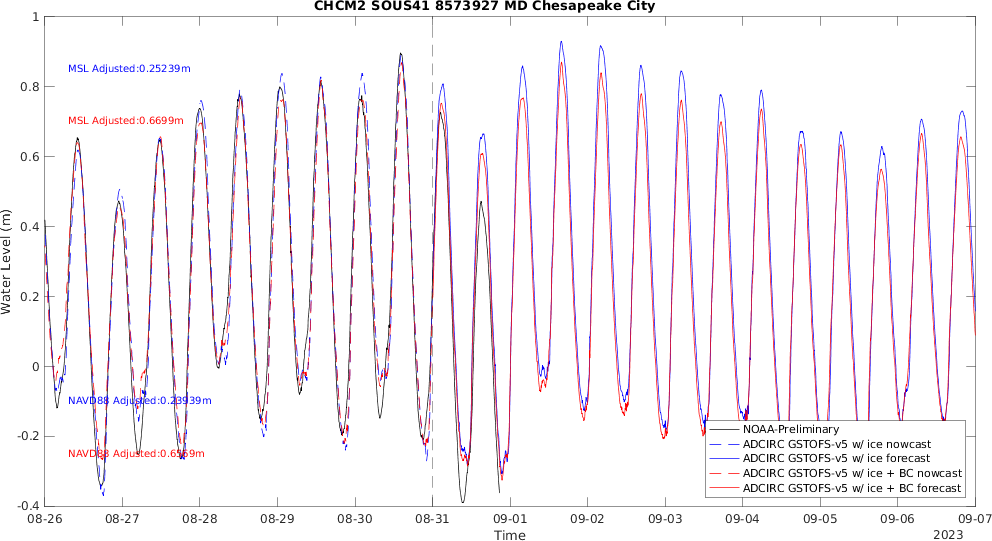 CHCM2 SOUS41 8573927 MD Chesapeake City
1
0.8
0.6
0.4
0.2
0
-0.2
-0.4
Water Level (m)
MSL Adjusted:0.25239m
MSL Adjusted:0.6699m
NAVD88 Adjusted:0.23939m
NAVD88 Adjusted:0.6569m
NOAA-Preliminary
ADCIRC GSTOFS-v5 w/ ice nowcast
ADCIRC GSTOFS-v5 w/ ice forecast
ADCIRC GSTOFS-v5 w/ ice + BC nowcast
ADCIRC GSTOFS-v5 w/ ice + BC forecast
08-26 08-27 08-28 08-29 08-30 08-31 09-01 09-02 09-03 09-04 09-05 09-06 09-07
Time
2023